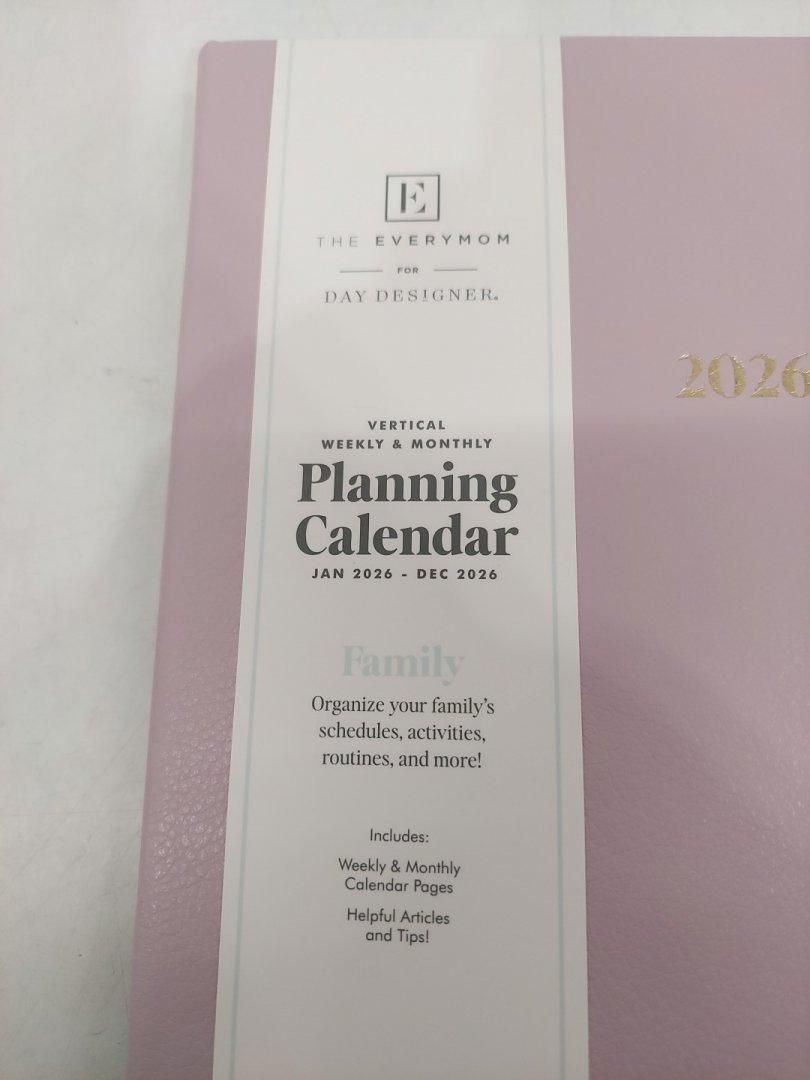 E
THE EVERYMOM
FOR
DAY DESIGNER.
VERTICAL
WEEKLY & MONTHLY
Planning
Calendar
JAN 2026 - DEC 2026
Family
Organize your family's
schedules, activities,
routines, and more!
Includes:
Weekly & Monthly
Calendar Pages
Helpful Articles
and Tips!
2026